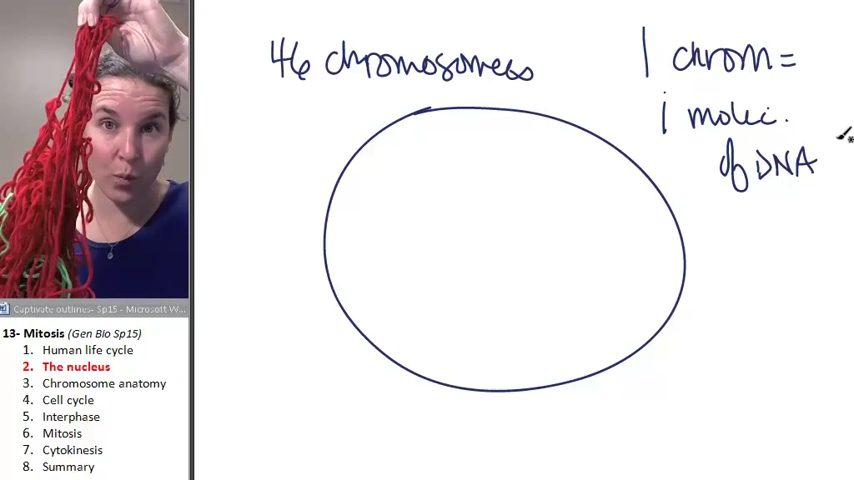 46 chromosomes
1 chrom =
1 molec.
of DNA
Captivate outlines- Sp15 - Microsoft W...
13- Mitosis (Gen Bio Sp15)
1. Human life cycle
2. The nucleus
3. Chromosome anatomy
4. Cell cycle
5. Interphase
6. Mitosis
7. Cytokinesis
8. Summary